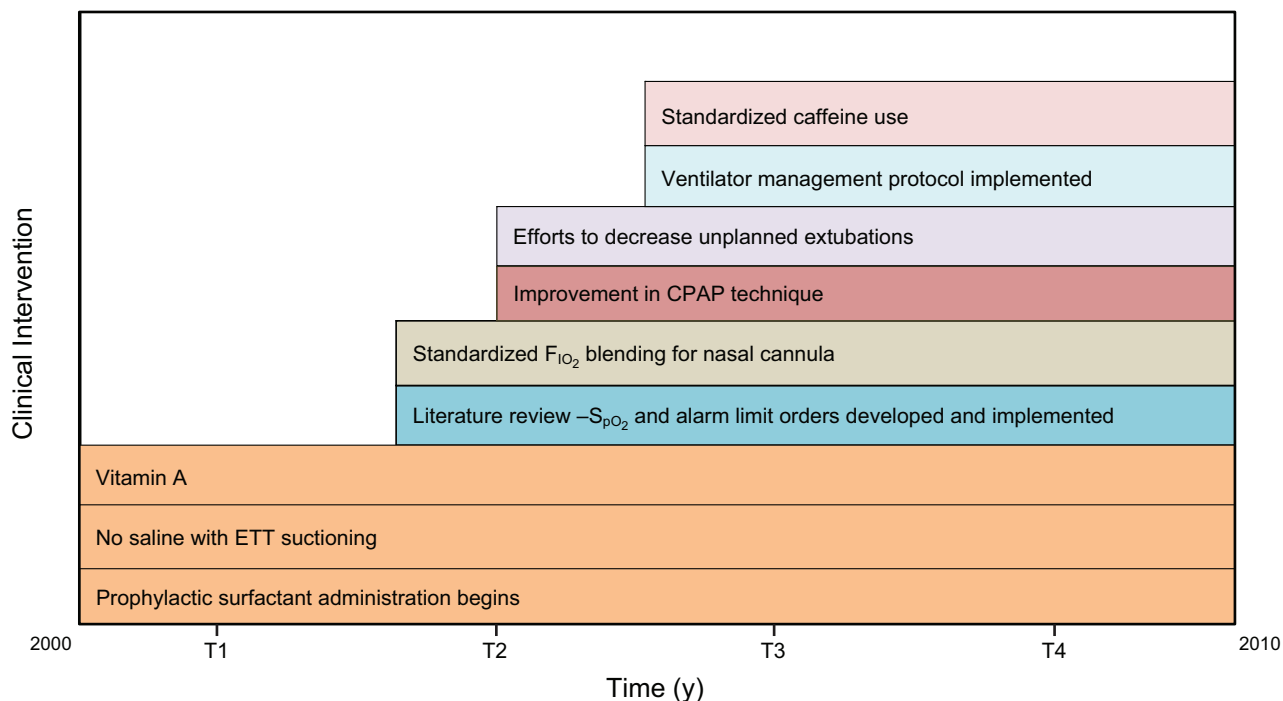 Clinical Intervention
Standardized caffeine use
Ventilator management protocol implemented
Efforts to decrease unplanned extubations
Improvement in CPAP technique
Standardized FIO2 blending for nasal cannula
Literature review –SpO2 and alarm limit orders developed and implemented
Vitamin A
No saline with ETT suctioning
Prophylactic surfactant administration begins
2000
T1
T2
T3
T4
2010
Time (y)